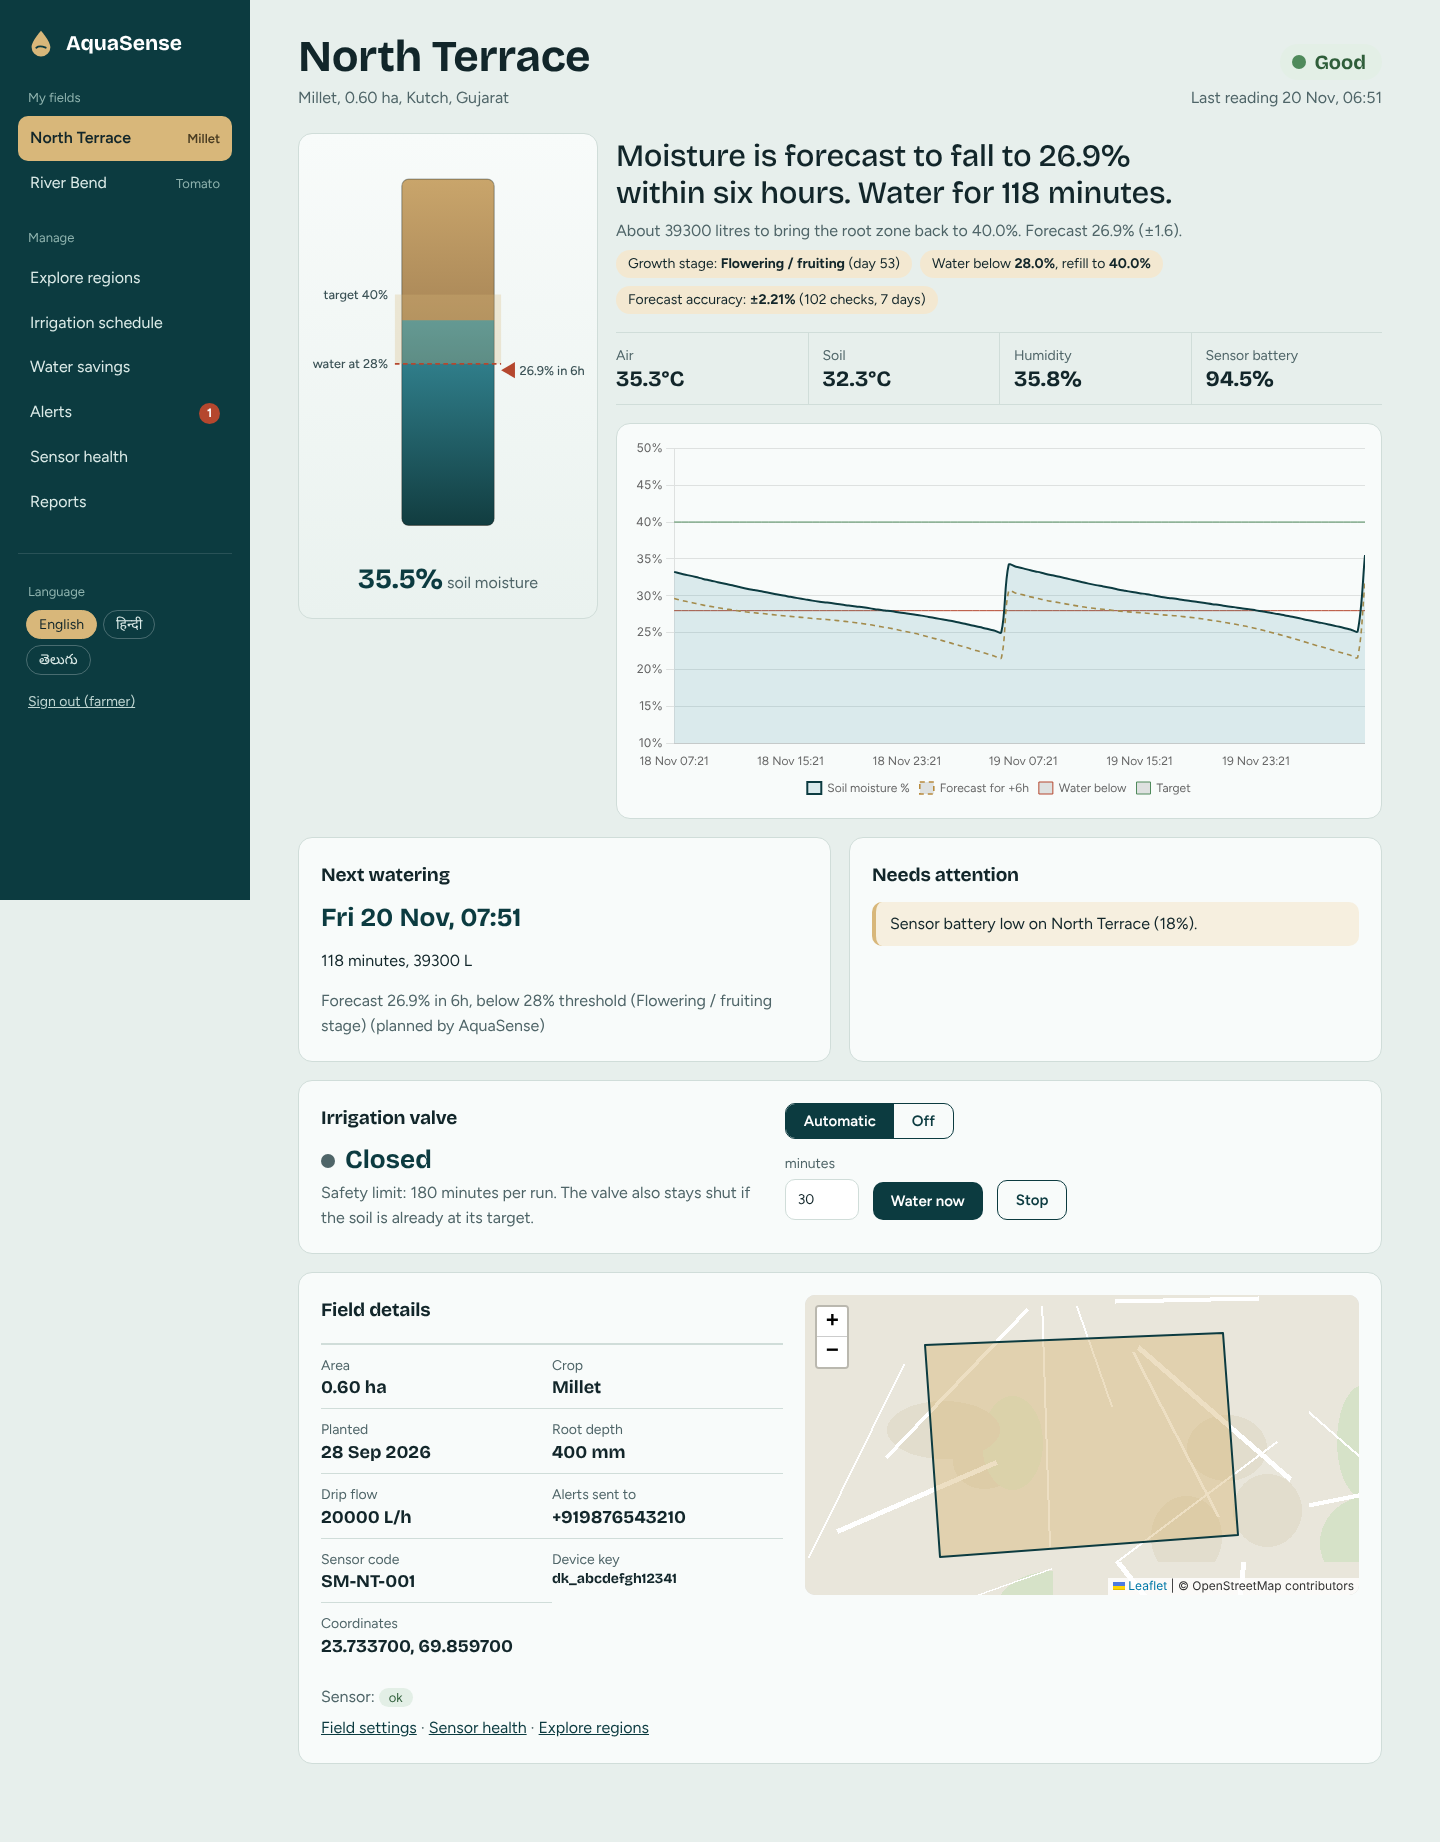 AquaSense
My fields
North Terrace Millet
River Bend Tomato
Manage
Explore regions
Irrigation schedule
Water savings
Alerts 1
Sensor health
Reports
Language
English हिन्दी
తెలుగు
Sign out (farmer)
North Terrace
Good
Millet, 0.60 ha, Kutch, Gujarat
Last reading 20 Nov, 06:51
target 40%
water at 28%
26.9% in 6h
35.5% soil moisture
Moisture is forecast to fall to 26.9%
within six hours. Water for 118 minutes.
About 39300 litres to bring the root zone back to 40.0%. Forecast 26.9% (±1.6).
Growth stage: Flowering / fruiting (day 53) Water below 28.0%, refill to 40.0%
Forecast accuracy: ±2.21% (102 checks, 7 days)
Air Soil Humidity Sensor battery
35.3°C 32.3°C 35.8% 94.5%
50%
45%
40%
35%
30%
25%
20%
15%
10%
18 Nov 07:21 18 Nov 15:21 18 Nov 23:21 19 Nov 07:21 19 Nov 15:21 19 Nov 23:21
Soil moisture % Forecast for +6h Water below Target
Next watering
Fri 20 Nov, 07:51
118 minutes, 39300 L
Forecast 26.9% in 6h, below 28% threshold (Flowering / fruiting
stage) (planned by AquaSense)
Needs attention
Sensor battery low on North Terrace (18%).
Irrigation valve
Closed
Safety limit: 180 minutes per run. The valve also stays shut if
the soil is already at its target.
Automatic Off
minutes
30 Water now Stop
Field details
Area Crop
0.60 ha Millet
Planted Root depth
28 Sep 2026 400 mm
Drip flow Alerts sent to
20000 L/h +919876543210
Sensor code Device key
SM-NT-001 dk_abcdefgh12341
Coordinates
23.733700, 69.859700
Sensor: ok
Field settings · Sensor health · Explore regions
+
−
Leaflet | © OpenStreetMap contributors